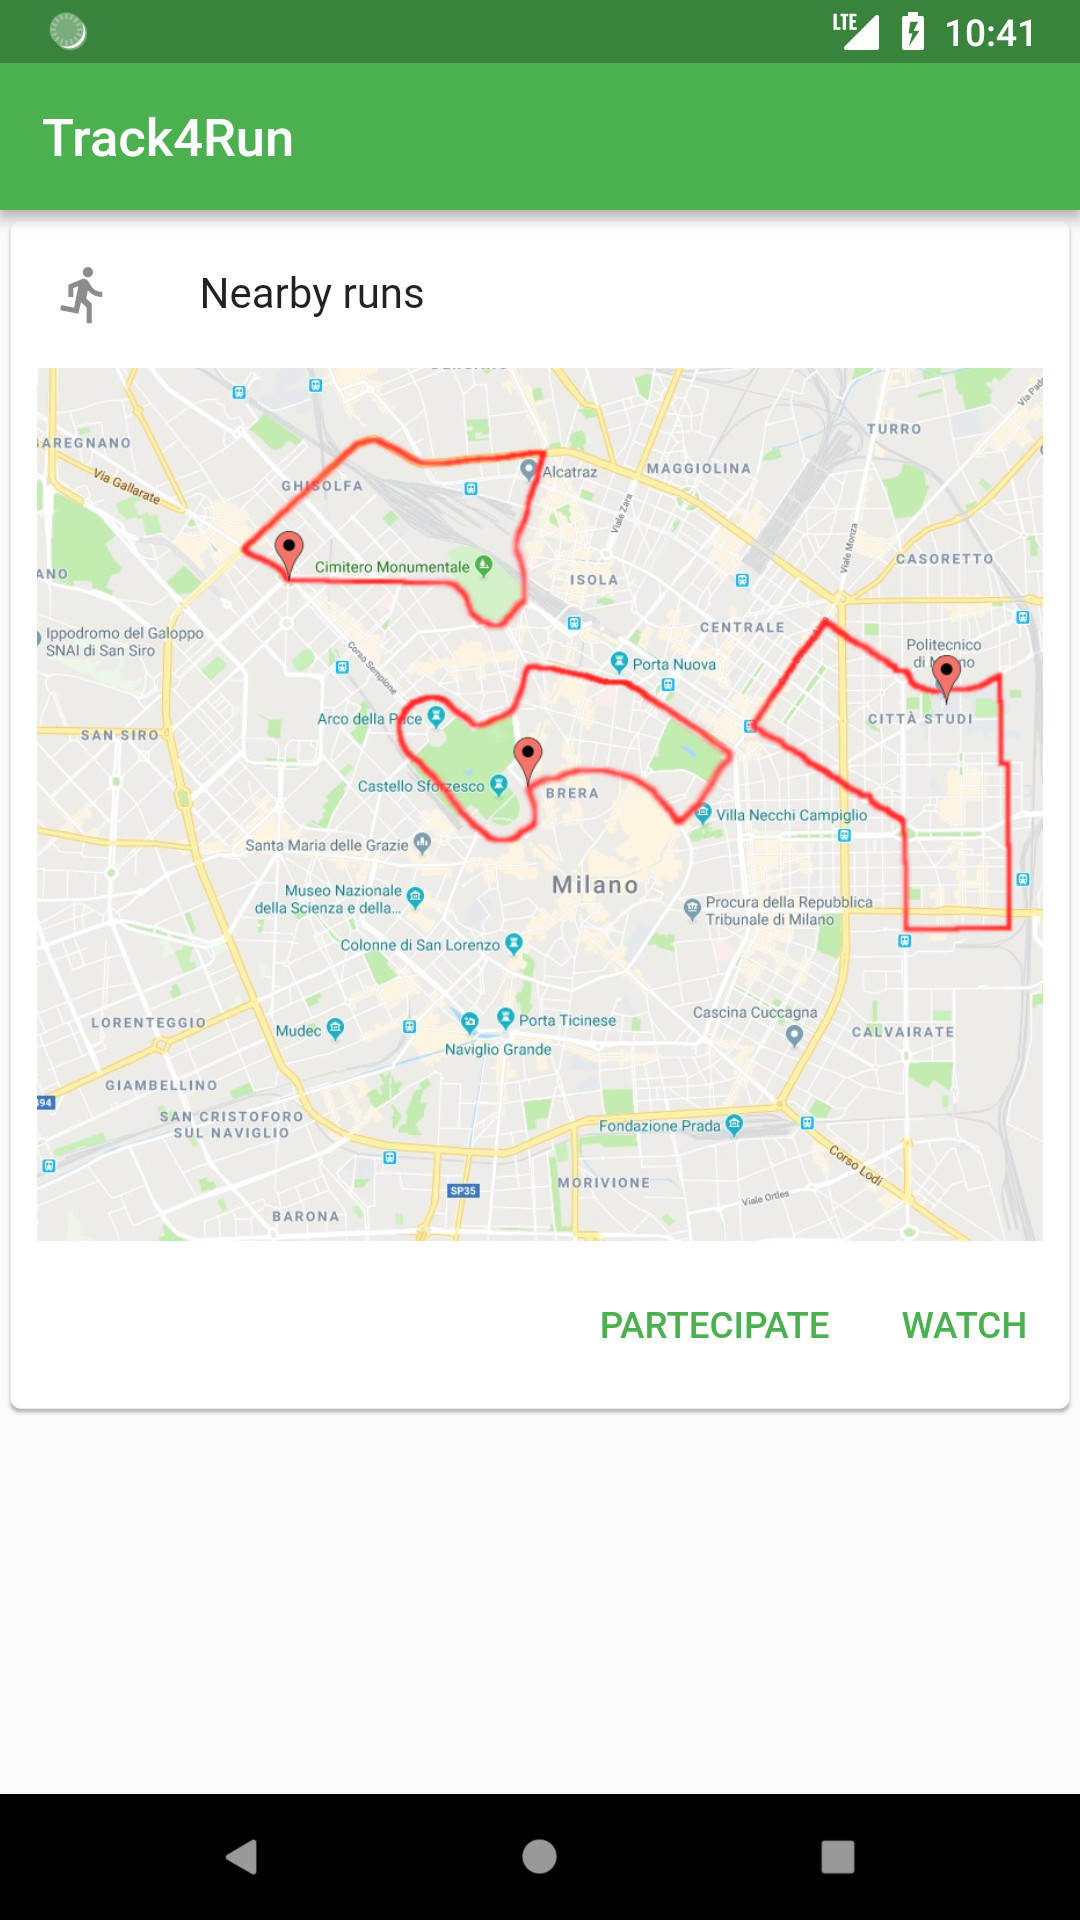 LTE 10:41
Track4Run
Nearby runs
TURRO
AREGNANO
Via Gallarate
GHISOLFA
Alcatraz
MAGGIOLINA
Viale Zara
Viale Monza
CASORETTO
Cimitero Monumentale
ANO
ISOLA
CENTRALE
Ippodromo del Galoppo
SNAI di San Siro
Corso Sempione
Porta Nuova
Politecnico
di M no
Arco della Pace
CITTÀ STUDI
SAN SIRO
Castello Sforzesco
BRERA
Villa Necchi Campiglio
Santa Maria delle Grazie
Milano
Museo Nazionale
della Scienza e della...
Procura della Repubblica
Tribunale di Milano
Colonne di San Lorenzo
LORENTEGGIO
Mudec
Porta Ticinese
Naviglio Grande
Cascina Cuccagna
CALVAIRATE
GIAMBELLINO
494
SAN CRISTOFORO
SUL NAVIGLIO
Fondazione Prada
Corso Lodi
SP35
MORIVIONE
Viale Ortles
BARONA
PARTECIPATE WATCH